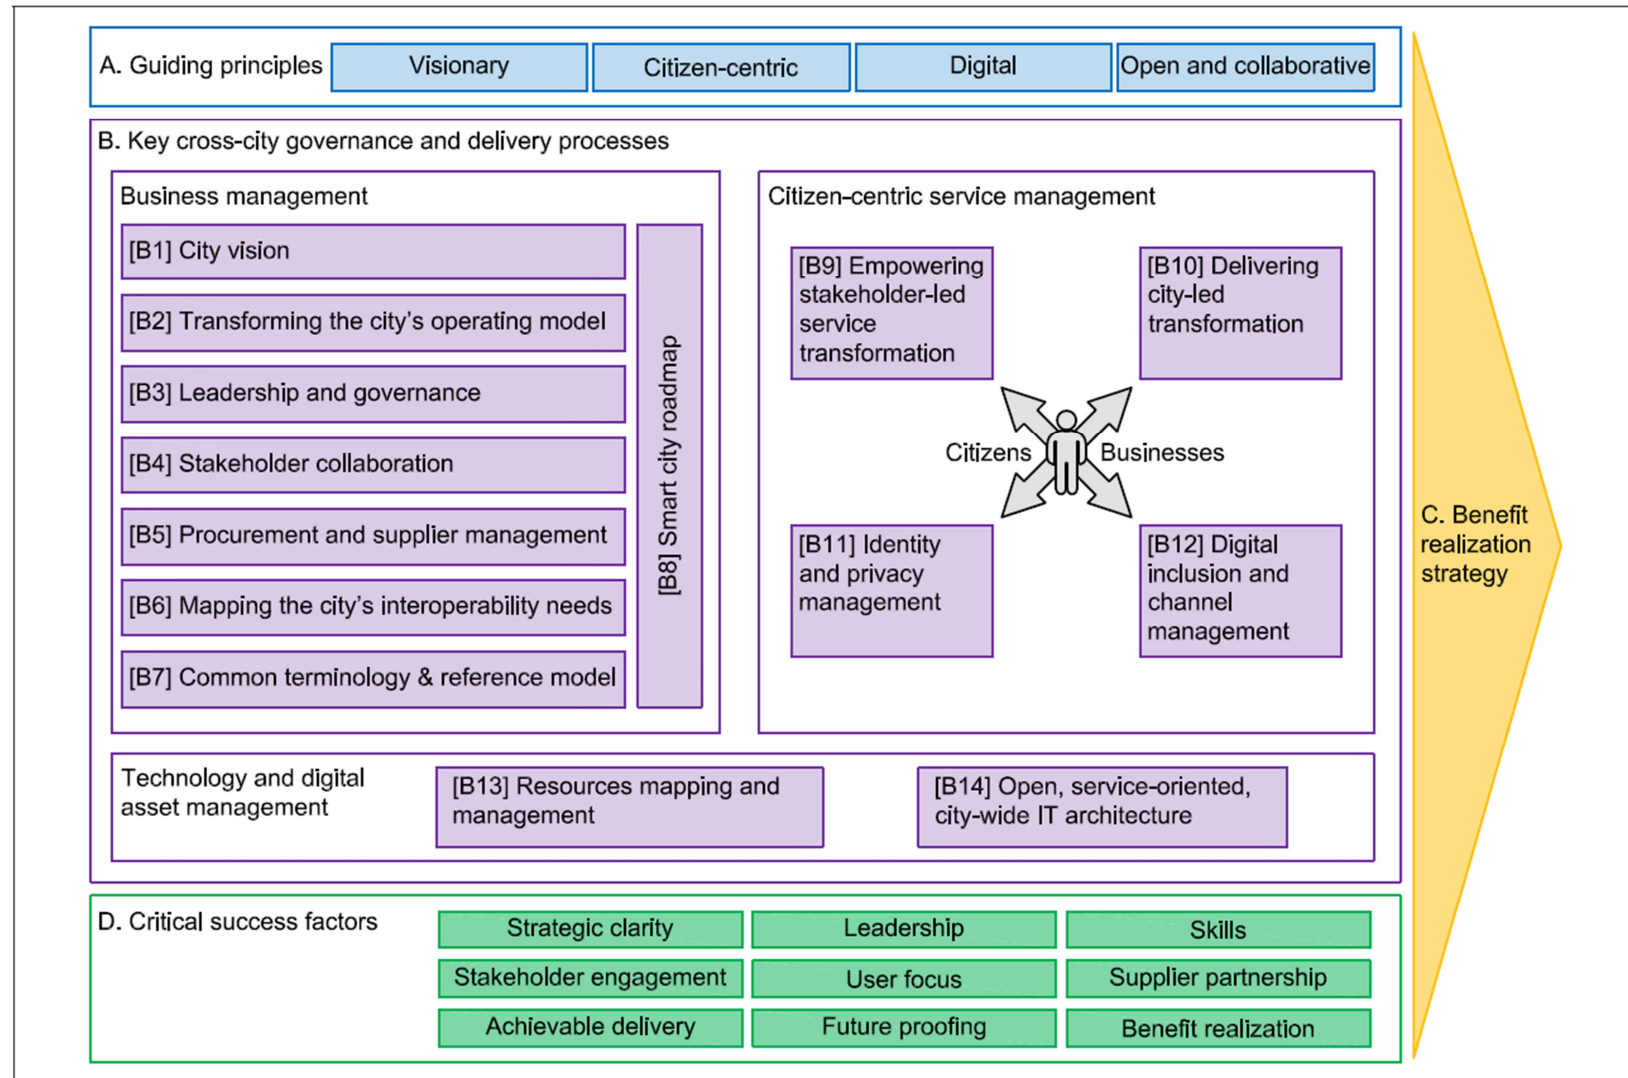 A. Guiding principles
Visionary
Citizen-centric
Digital
Open and collaborative
B. Key cross-city governance and delivery processes
Business management
[B1] City vision
[B2] Transforming the city’s operating model
[B3] Leadership and governance
[B4] Stakeholder collaboration
[B5] Procurement and supplier management
[B6] Mapping the city’s interoperability needs
[B7] Common terminology & reference model
[B8] Smart city roadmap
Citizen-centric service management
[B9] Empowering
stakeholder-led
service
transformation
[B10] Delivering
city-led
transformation
Citizens
Businesses
[B11] Identity
and privacy
management
[B12] Digital
inclusion and
channel
management
Technology and digital
asset management
[B13] Resources mapping and
management
[B14] Open, service-oriented,
city-wide IT architecture
C. Benefit
realization
strategy
D. Critical success factors
Strategic clarity
Leadership
Skills
Stakeholder engagement
User focus
Supplier partnership
Achievable delivery
Future proofing
Benefit realization